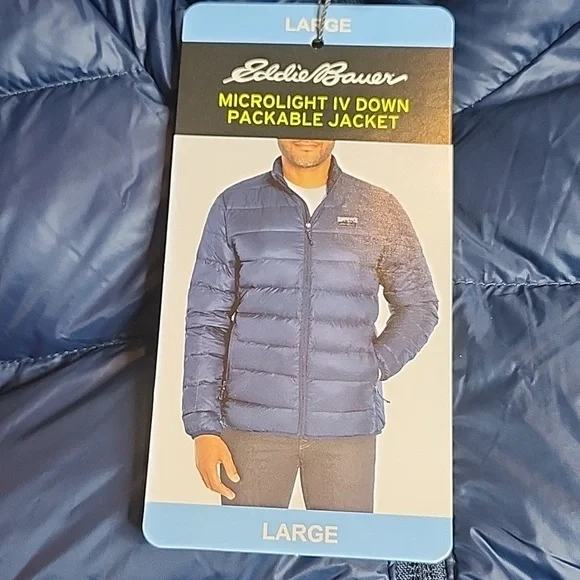 LARGE
Eddie Bauer
MICROLIGHT IV DOWN
PACKABLE JACKET
LARGE